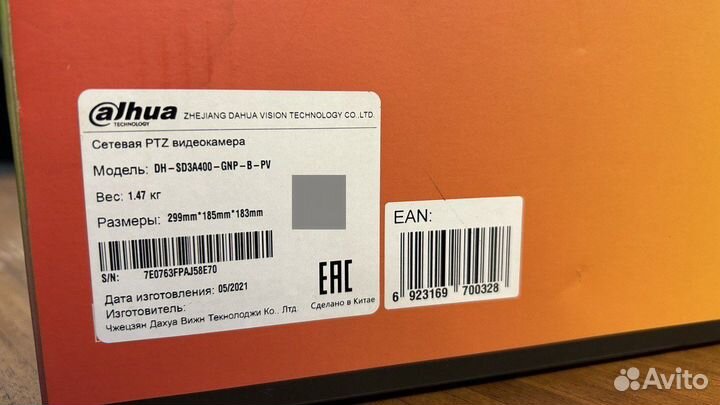 alhua
TECHNOLOGY
ZHEJIANG DAHUA VISION TECHNOLOGY CO.,LTD.
Сетевая PTZ видеокамера
Модель: DH-SD3A400-GNP-B-PV
Вес: 1.47 кг
Размеры: 299mm*185mm*183mm
S/N: 7E0763FPAJ58E70
Дата изготовления: 05/2021
Изготовитель:
Чжецзян Дахуа Вижн Текнолоджи Ко., Лтд
EAC
Сделано в Китае
EAN:
6 923169 700328
Avito